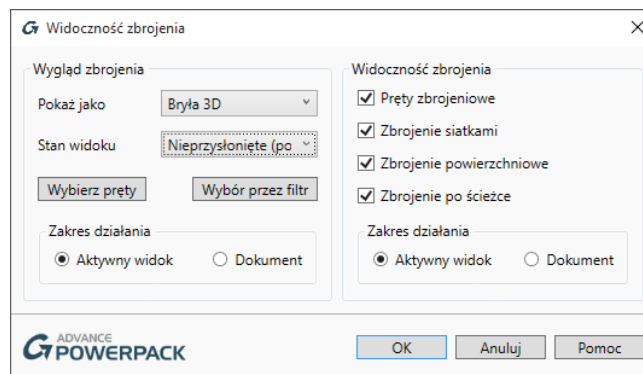 Widoczność zbrojenia
Wygląd zbrojenia
Pokaż jako Bryła 3D
Stan widoku Nieprzysłonięte (po
Wybierz pręty Wybór przez filtr
Zakres działania
Aktywny widok Dokument
Widoczność zbrojenia
Pręty zbrojeniowe
Zbrojenie siatkami
Zbrojenie powierzchniowe
Zbrojenie po ścieżce
Zakres działania
Aktywny widok Dokument
ADVANCE
POWERPACK
OK Anuluj Pomoc